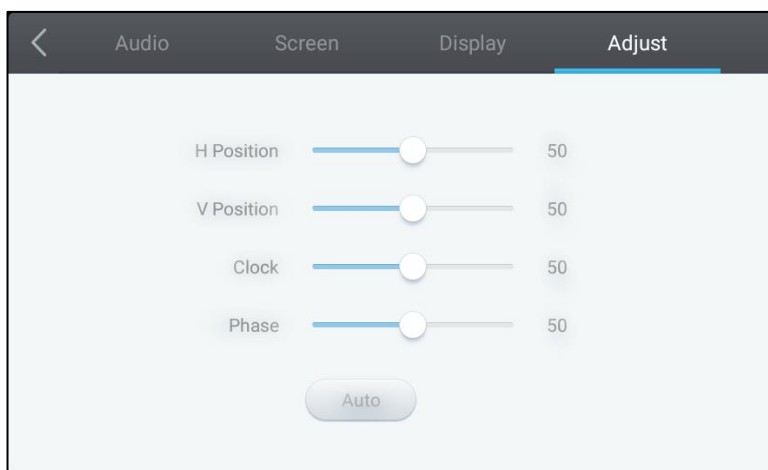 Audio Screen Display Adjust
H Position 50
V Position 50
Clock 50
Phase 50
Auto